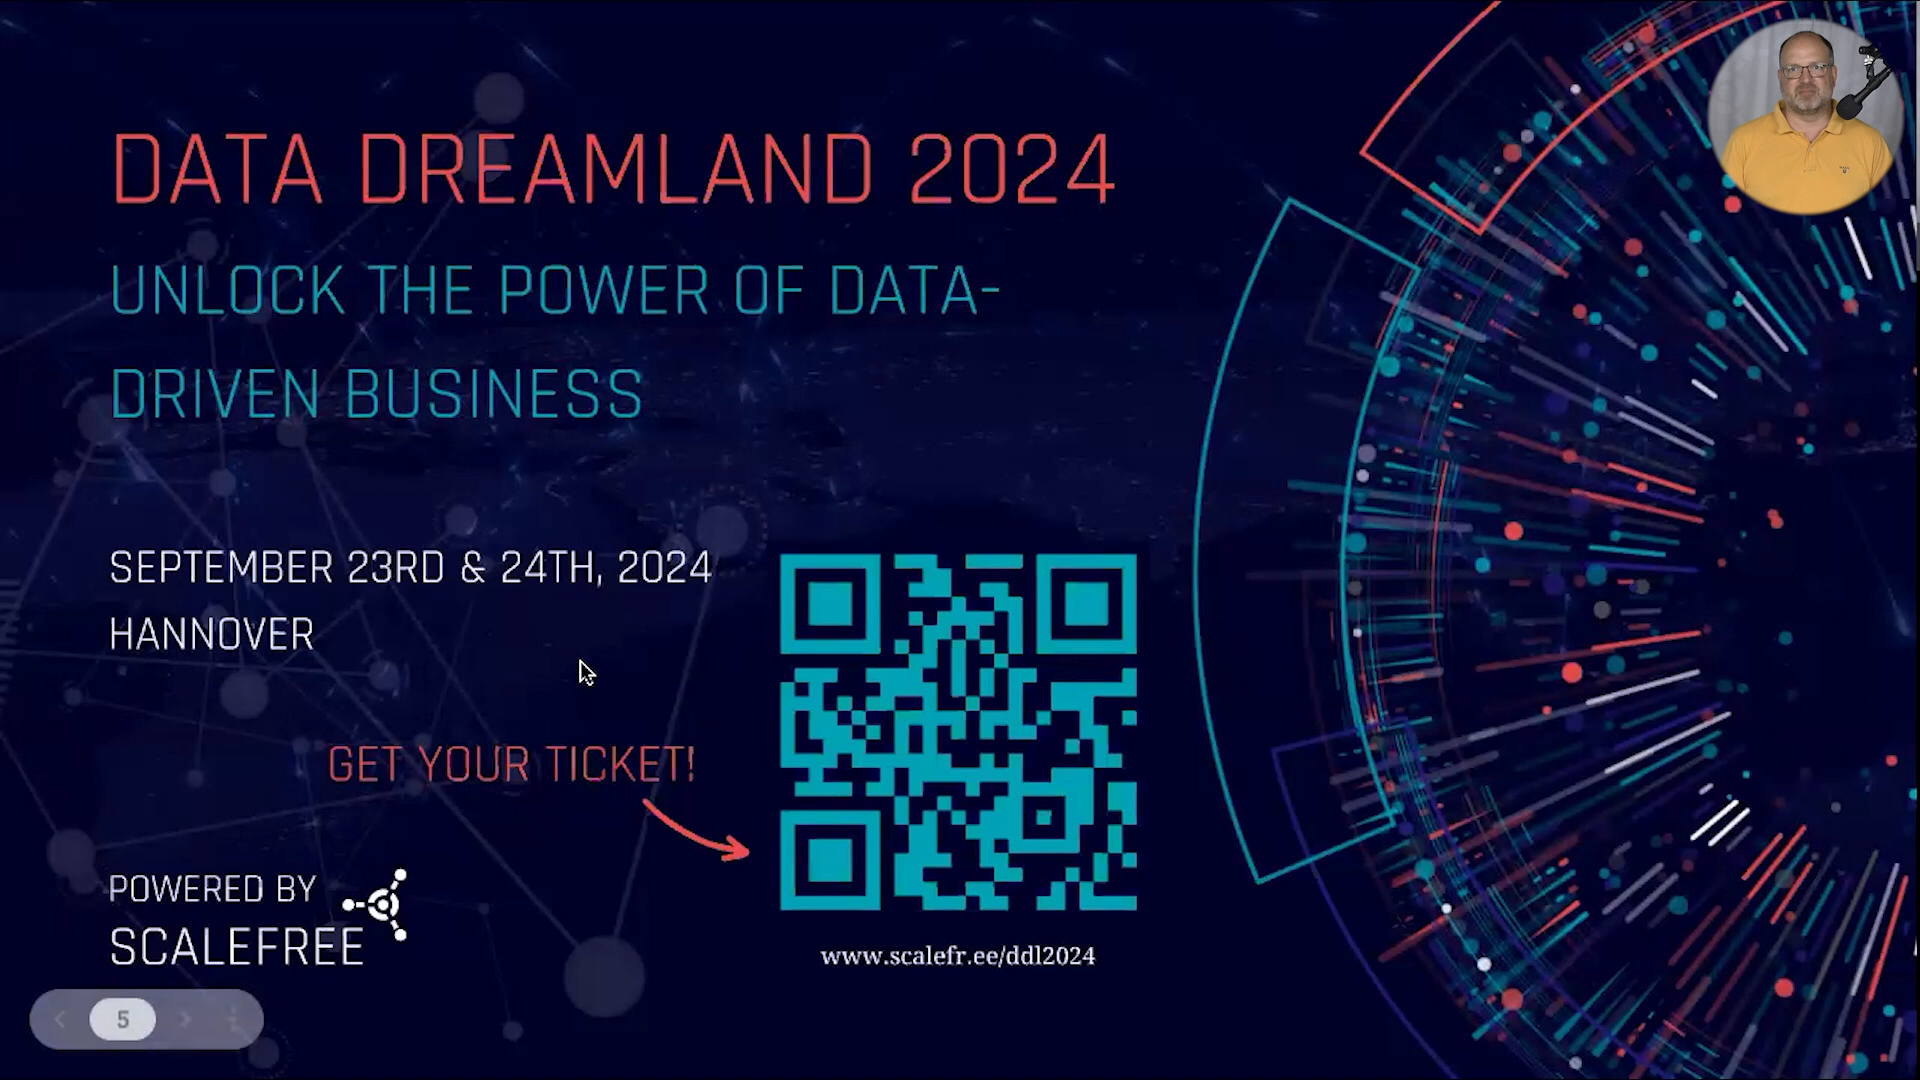 DATA DREAMLAND 2024
UNLOCK THE POWER OF DATA-
DRIVEN BUSINESS
SEPTEMBER 23RD & 24TH, 2024
HANNOVER
GET YOUR TICKET!
POWERED BY
SCALEFREE
www.scalefr.ee/ddl2024
5